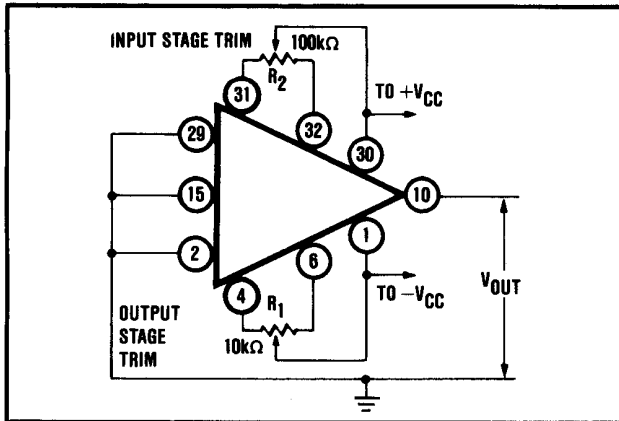 INPUT STAGE TRIM
100kΩ
R2
31
TO +VCC
29
32
30
15
10
1
2
6
TO −VCC
VOUT
4
R1
OUTPUT
STAGE
TRIM
10kΩ